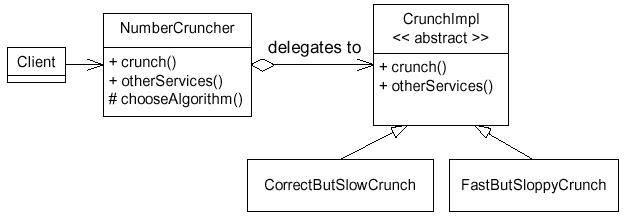 Client
NumberCruncher
+ crunch()
+ otherServices()
# chooseAlgorithm()
delegates to
CrunchImpl
<< abstract >>
+ crunch()
+ otherServices()
CorrectButSlowCrunch
FastButSloppyCrunch